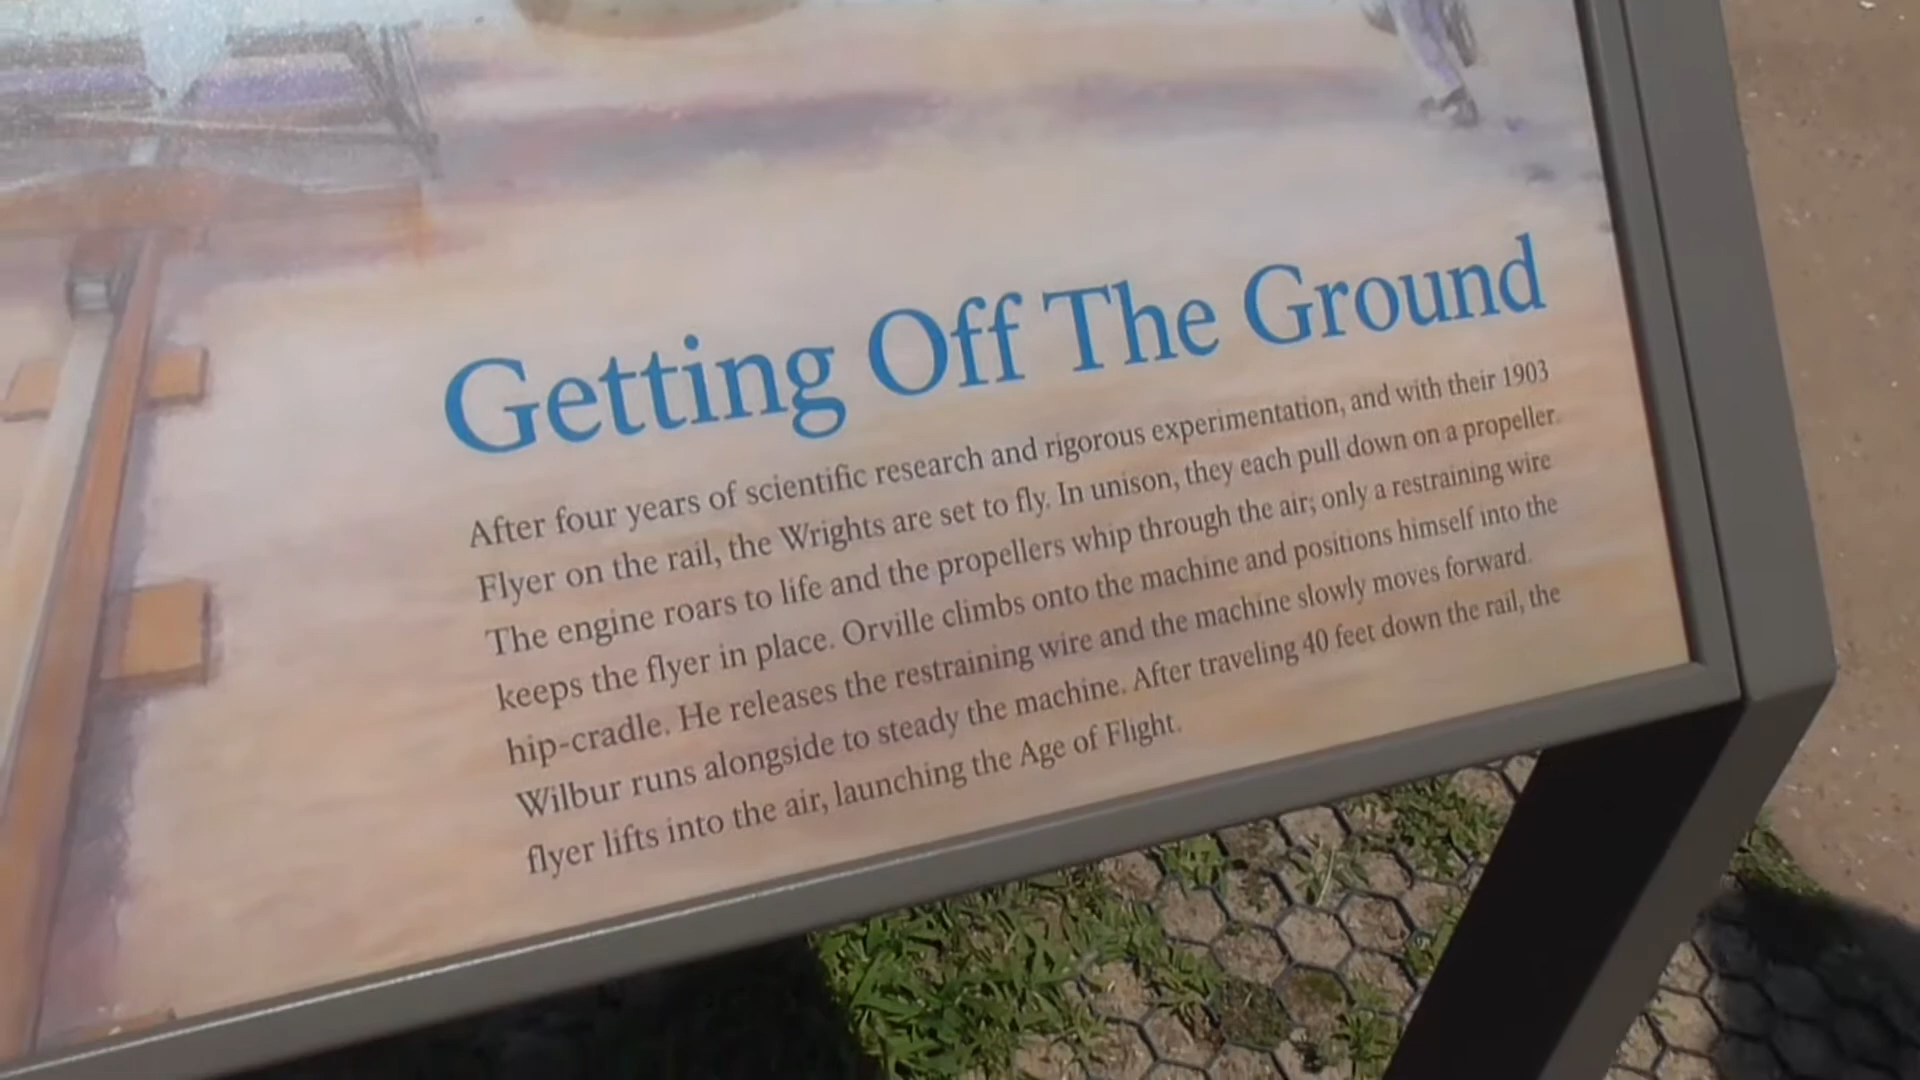 Getting Off The Ground
After four years of scientific research and rigorous experimentation, and with their 1903
Flyer on the rail, the Wrights are set to fly. In unison, they each pull down on a propeller.
The engine roars to life and the propellers whip through the air; only a restraining wire
keeps the flyer in place. Orville climbs onto the machine and positions himself into the
hip-cradle. He releases the restraining wire and the machine slowly moves forward.
Wilbur runs alongside to steady the machine. After traveling 40 feet down the rail, the
flyer lifts into the air, launching the Age of Flight.